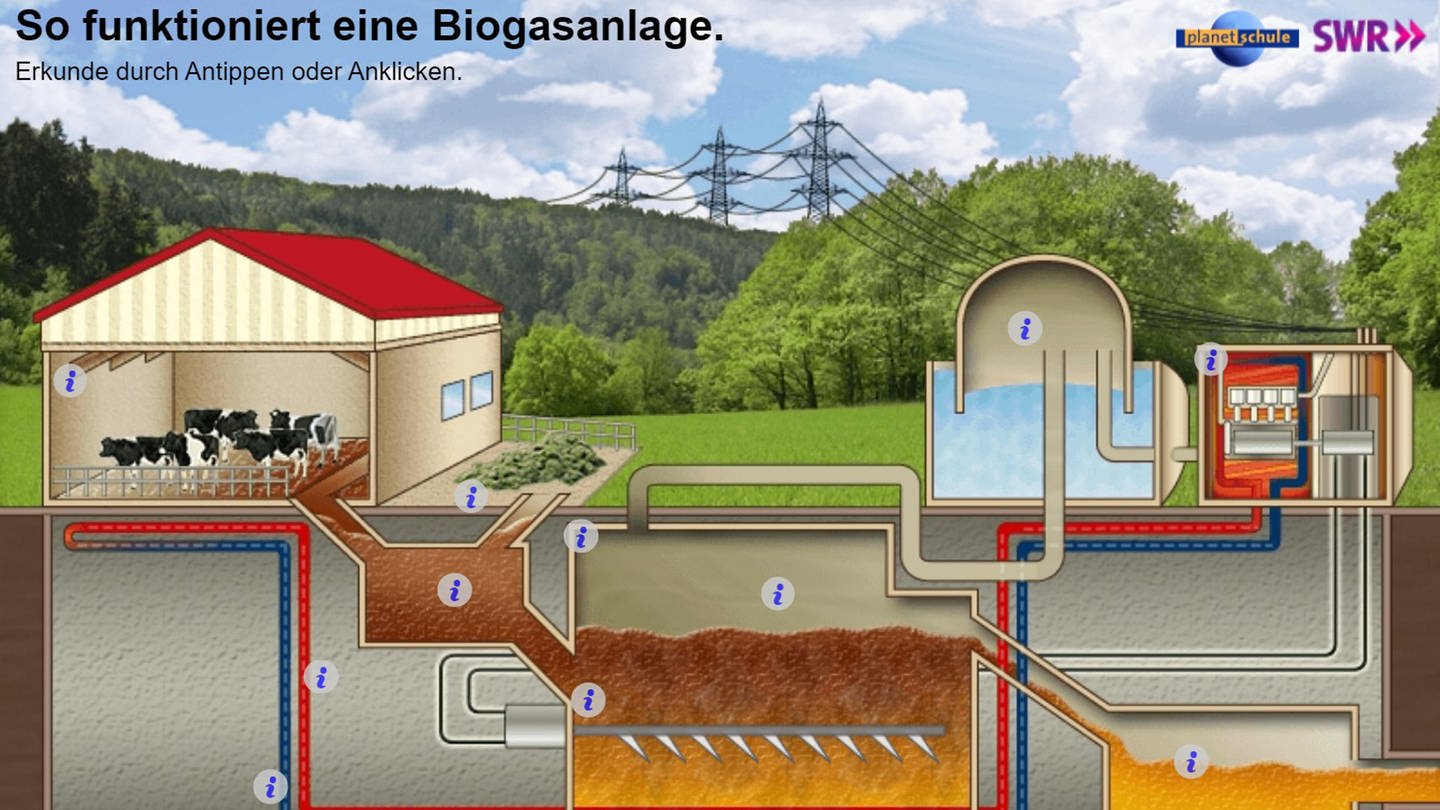 So funktioniert eine Biogasanlage.
Erkunde durch Antippen oder Anklicken.
planet schule
SWR
i
i
i
i
i
i
i
i
i
i
i